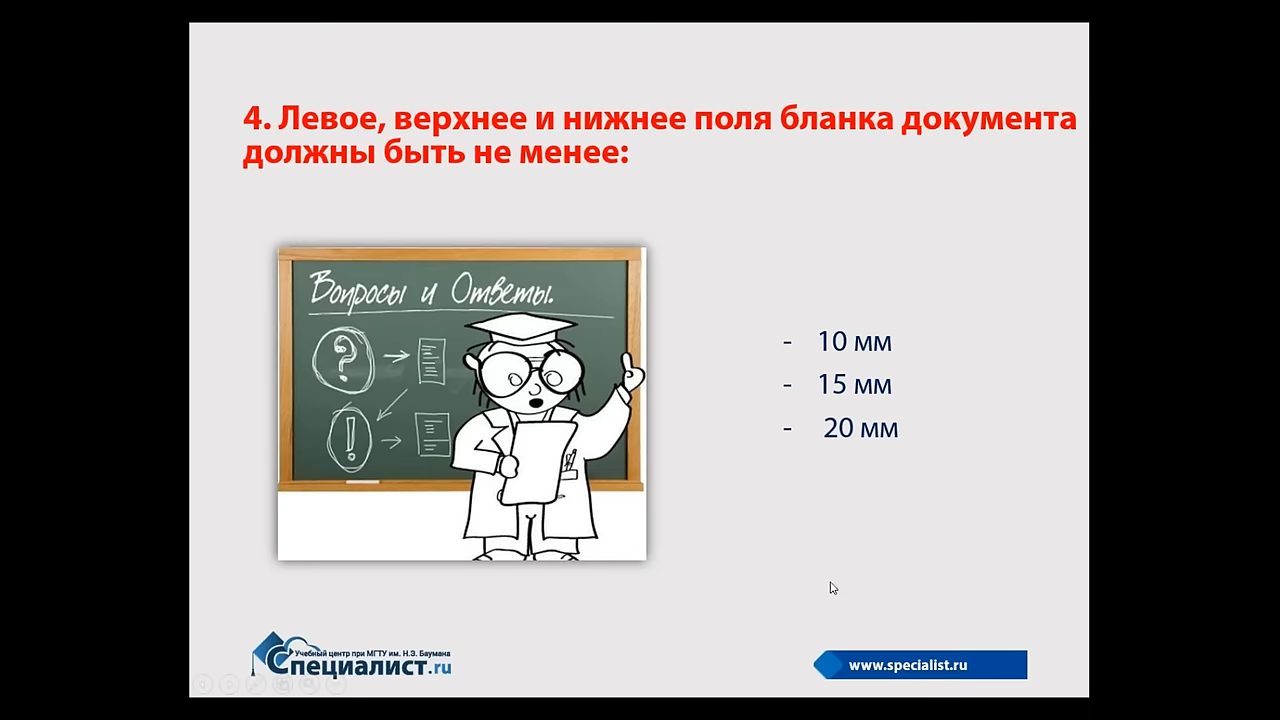 4. Левое, верхнее и нижнее поля бланка документа
должны быть не менее:
Вопросы и Ответы.
?
!
- 10 мм
- 15 мм
- 20 мм
Учебный центр при МГТУ им. Н.Э. Баумана
Специалист.ru
www.specialist.ru